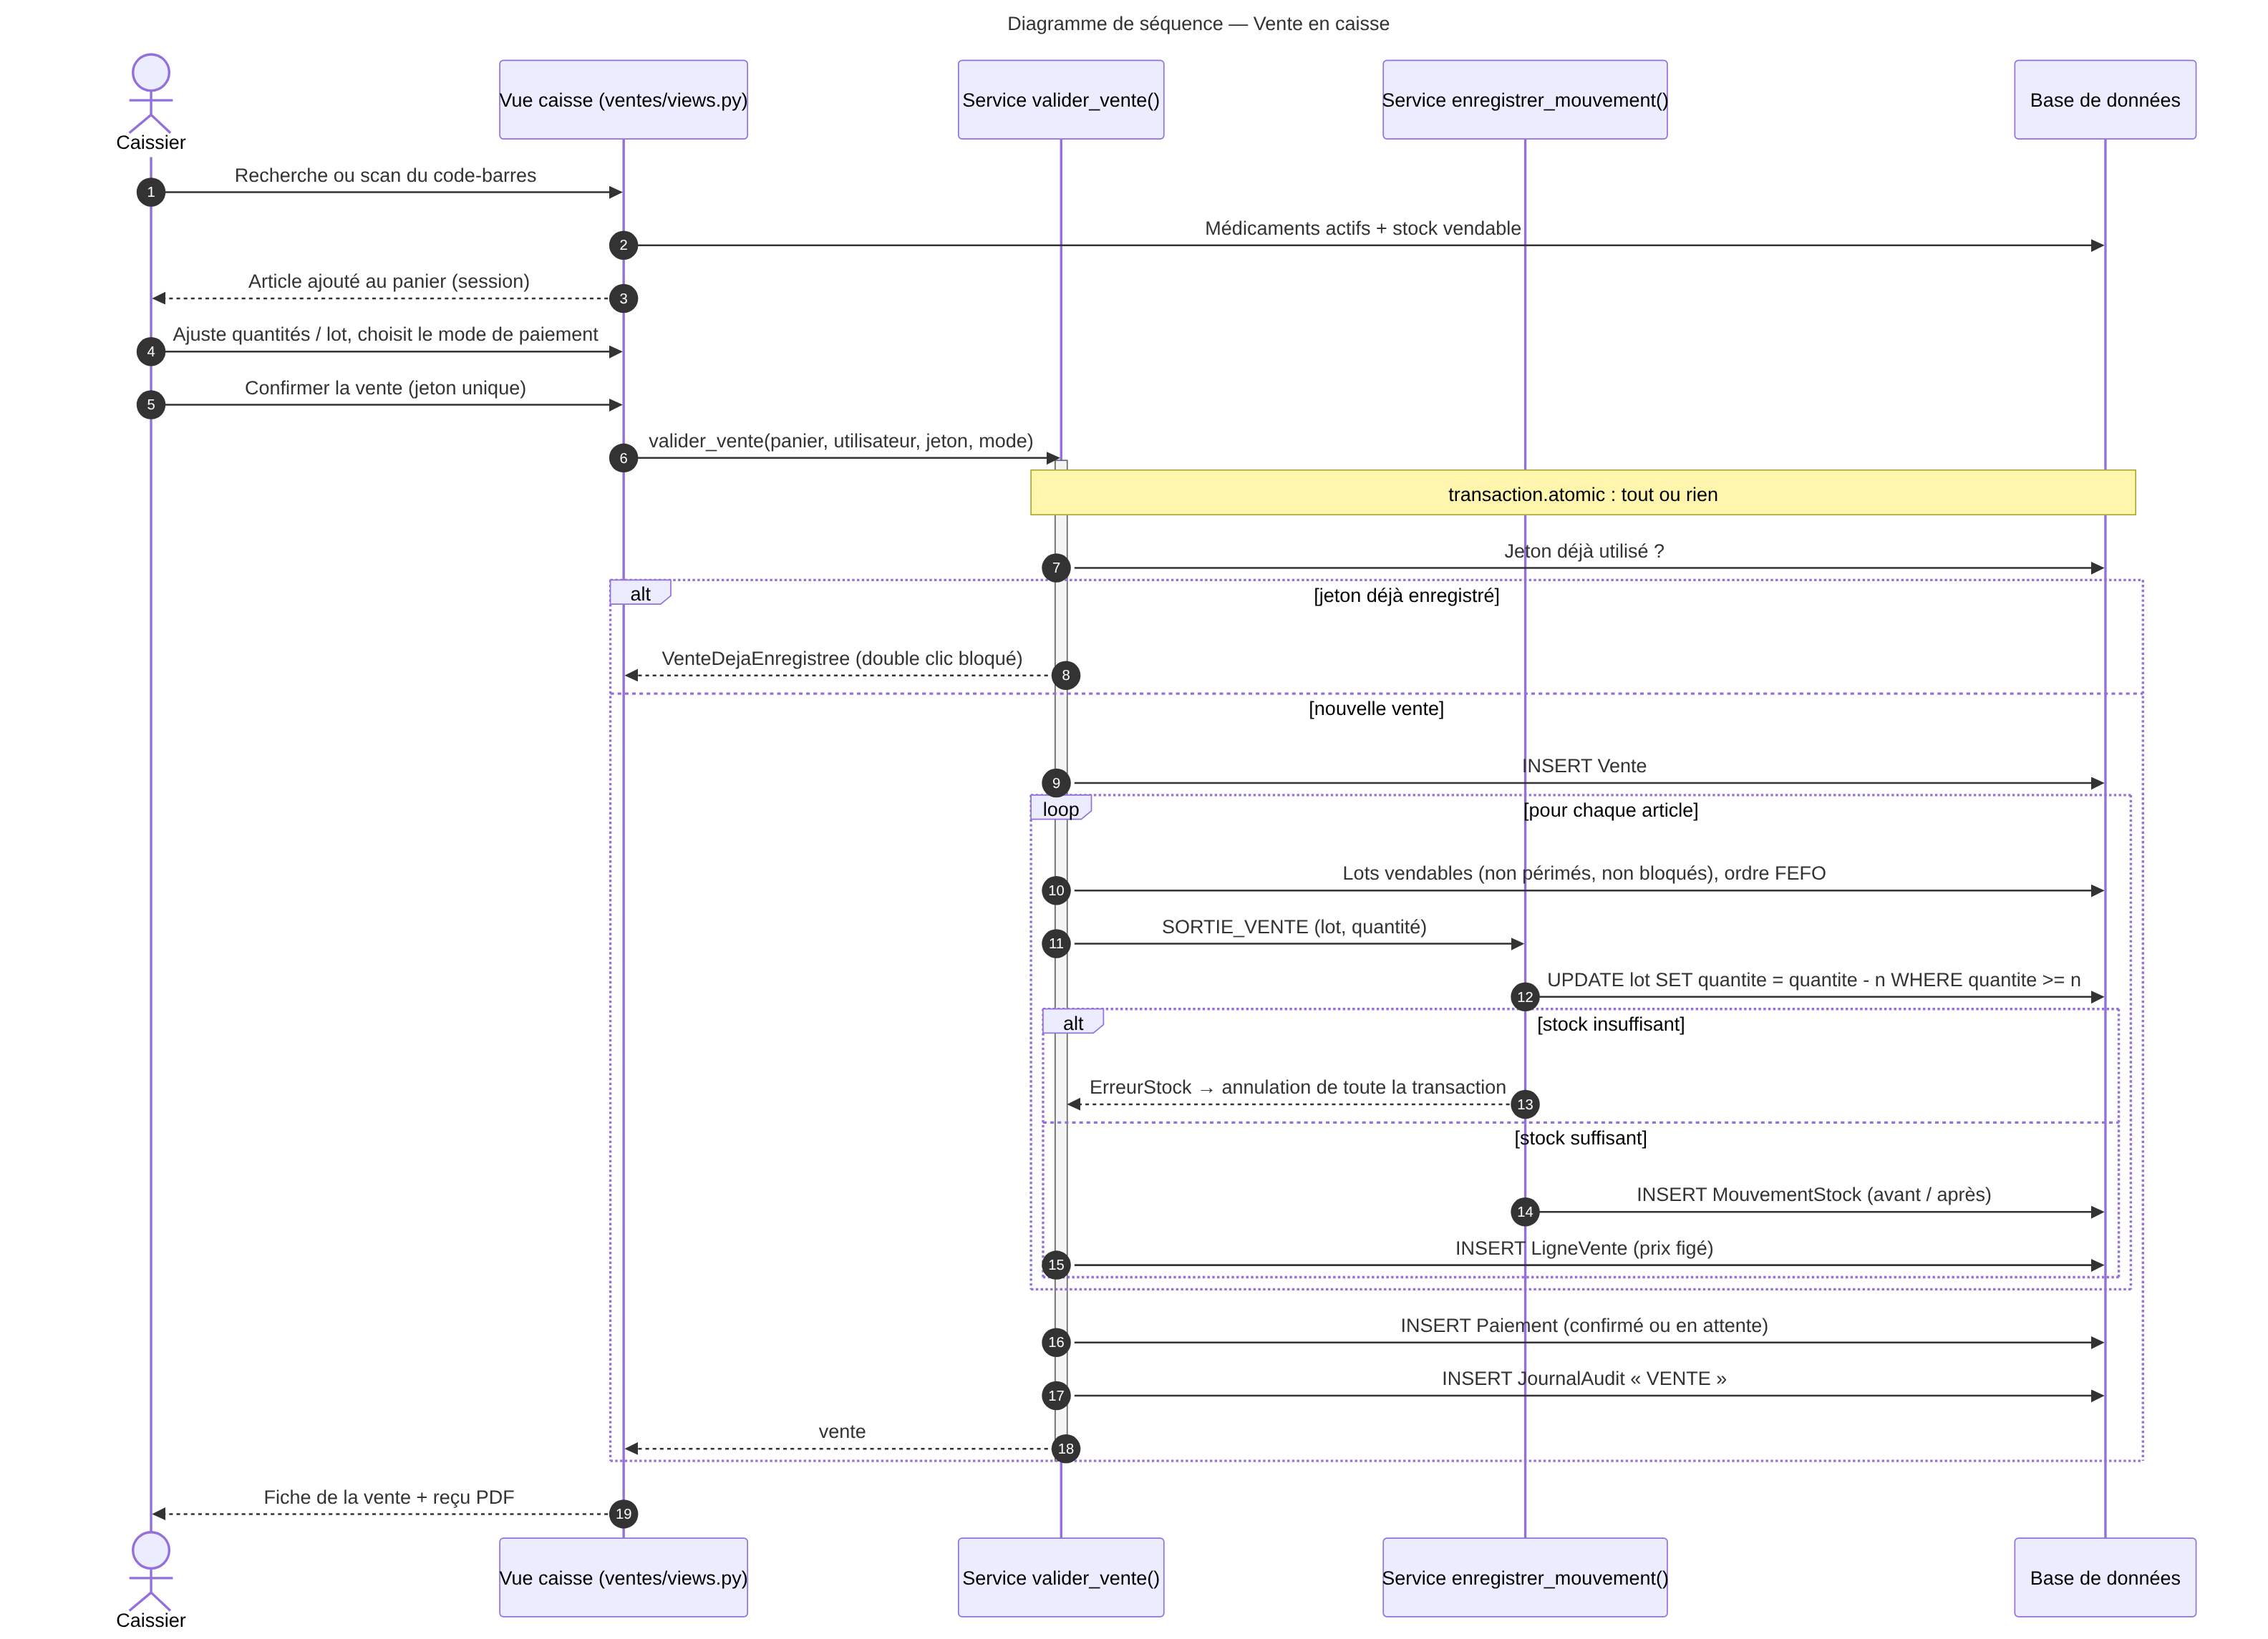 Diagramme de séquence — Vente en caisse
Caissier
Vue caisse (ventes/views.py)
Service valider_vente()
Service enregistrer_mouvement()
Base de données
Recherche ou scan du code-barres
1
Médicaments actifs + stock vendable
2
Article ajouté au panier (session)
3
Ajuste quantités / lot, choisit le mode de paiement
4
Confirmer la vente (jeton unique)
5
valider_vente(panier, utilisateur, jeton, mode)
6
transaction.atomic : tout ou rien
Jeton déjà utilisé ?
7
alt
[jeton déjà enregistré]
VenteDejaEnregistree (double clic bloqué)
8
[nouvelle vente]
INSERT Vente
9
loop
[pour chaque article]
Lots vendables (non périmés, non bloqués), ordre FEFO
10
SORTIE_VENTE (lot, quantité)
11
UPDATE lot SET quantite = quantite - n WHERE quantite >= n
12
alt
[stock insuffisant]
ErreurStock → annulation de toute la transaction
13
[stock suffisant]
INSERT MouvementStock (avant / après)
14
INSERT LigneVente (prix figé)
15
INSERT Paiement (confirmé ou en attente)
16
INSERT JournalAudit « VENTE »
17
vente
18
Fiche de la vente + reçu PDF
19
Caissier
Vue caisse (ventes/views.py)
Service valider_vente()
Service enregistrer_mouvement()
Base de données